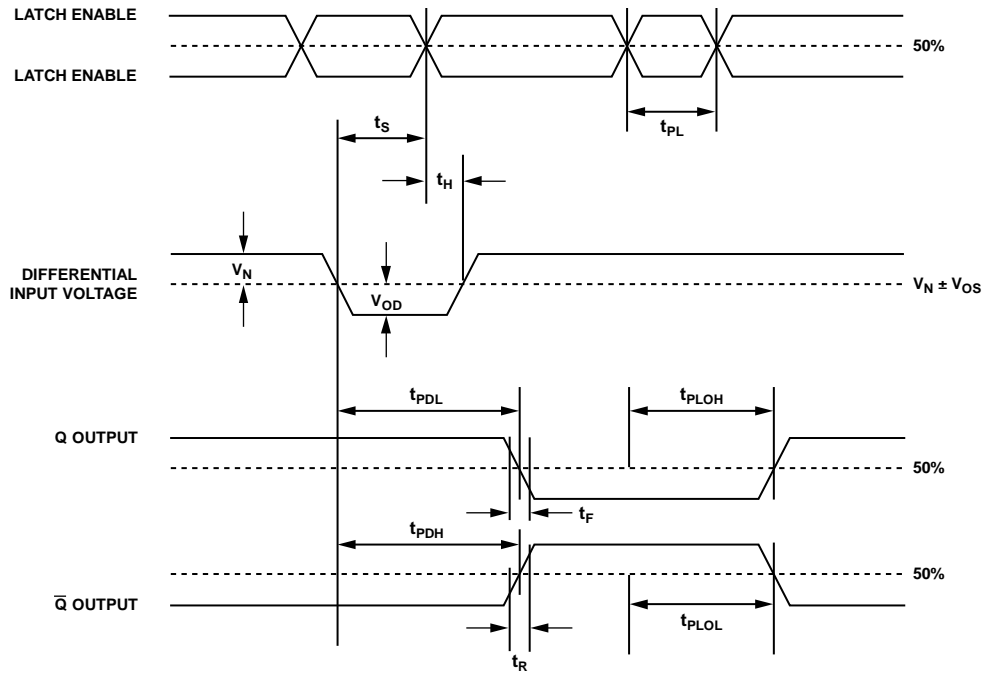 LATCH ENABLE
50%
LATCH ENABLE
tS
tPL
tH
VN
DIFFERENTIAL
INPUT VOLTAGE
VOD
VN ± VOS
tPDL
tPLOH
Q OUTPUT
50%
tF
tPDH
50%
Q̅ OUTPUT
tPLOL
tR